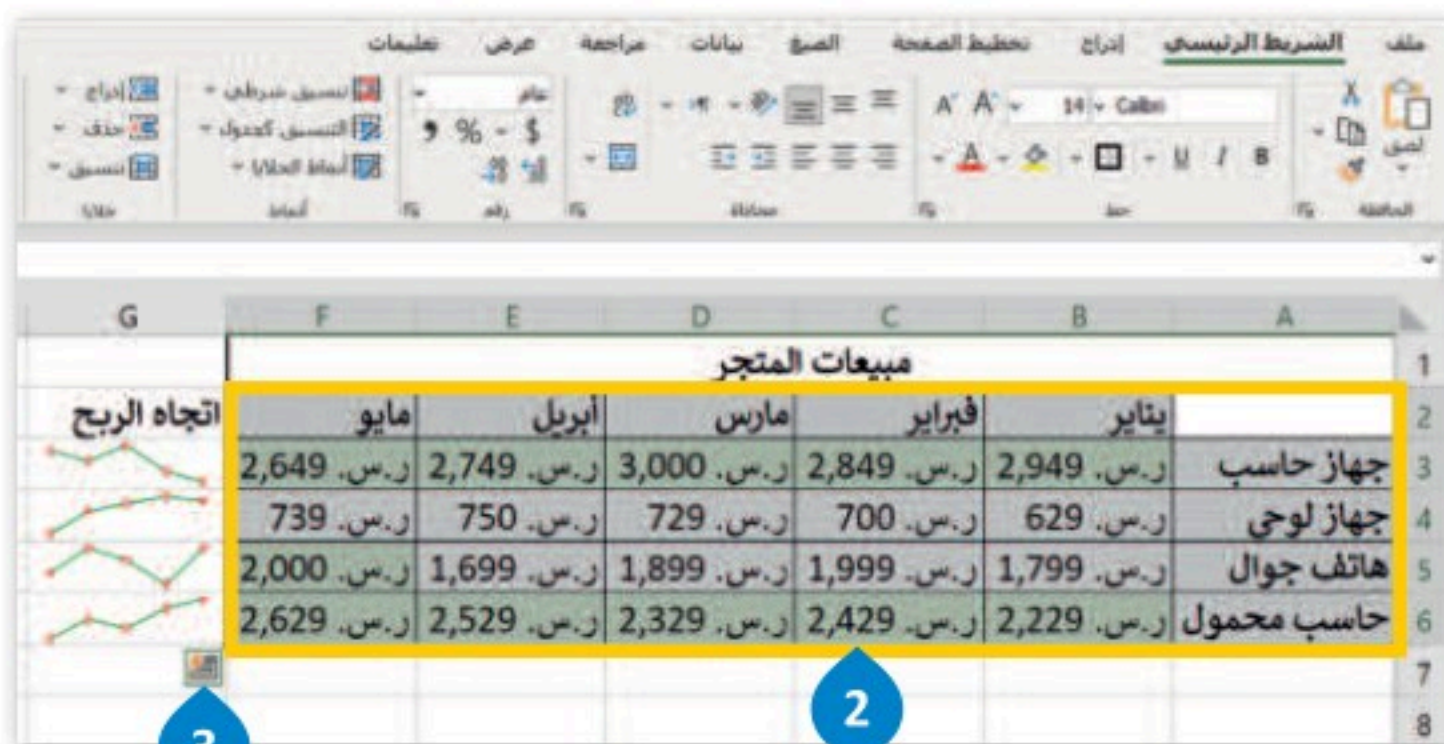 ملف الشريط الرئيسي إدراج تخطيط الصفحة الصيغ بيانات مراجعة عرض تعليمات
لصق Calibri 14 A A عام تنسيق شرطي إدراج
B I U A $ % التنسيق كجدول حذف
أنماط الخلايا تنسيق
الحافظة خط محاذاة رقم أنماط خلايا
A B C D E F G
1 مبيعات المتجر
2 يناير فبراير مارس أبريل مايو اتجاه الربح
3 جهاز حاسب ر.س. 2,949 ر.س. 2,849 ر.س. 3,000 ر.س. 2,749 ر.س. 2,649
4 جهاز لوحي ر.س. 629 ر.س. 700 ر.س. 729 ر.س. 750 ر.س. 739
5 هاتف جوال ر.س. 1,799 ر.س. 1,999 ر.س. 1,899 ر.س. 1,699 ر.س. 2,000
6 حاسب محمول ر.س. 2,229 ر.س. 2,429 ر.س. 2,329 ر.س. 2,529 ر.س. 2,629
7
8
2
3